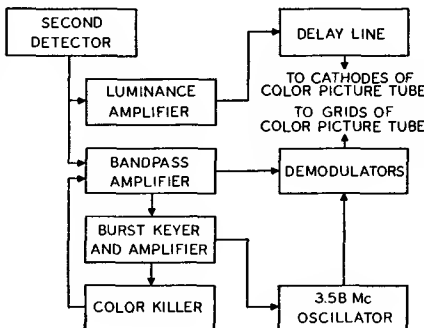 SECOND
DETECTOR
DELAY LINE
LUMINANCE
AMPLIFIER
TO CATHODES OF
COLOR PICTURE TUBE
TO GRIDS OF
COLOR PICTURE TUBE
BANDPASS
AMPLIFIER
DEMODULATORS
BURST KEYER
AND AMPLIFIER
COLOR KILLER
3.58 Mc
OSCILLATOR